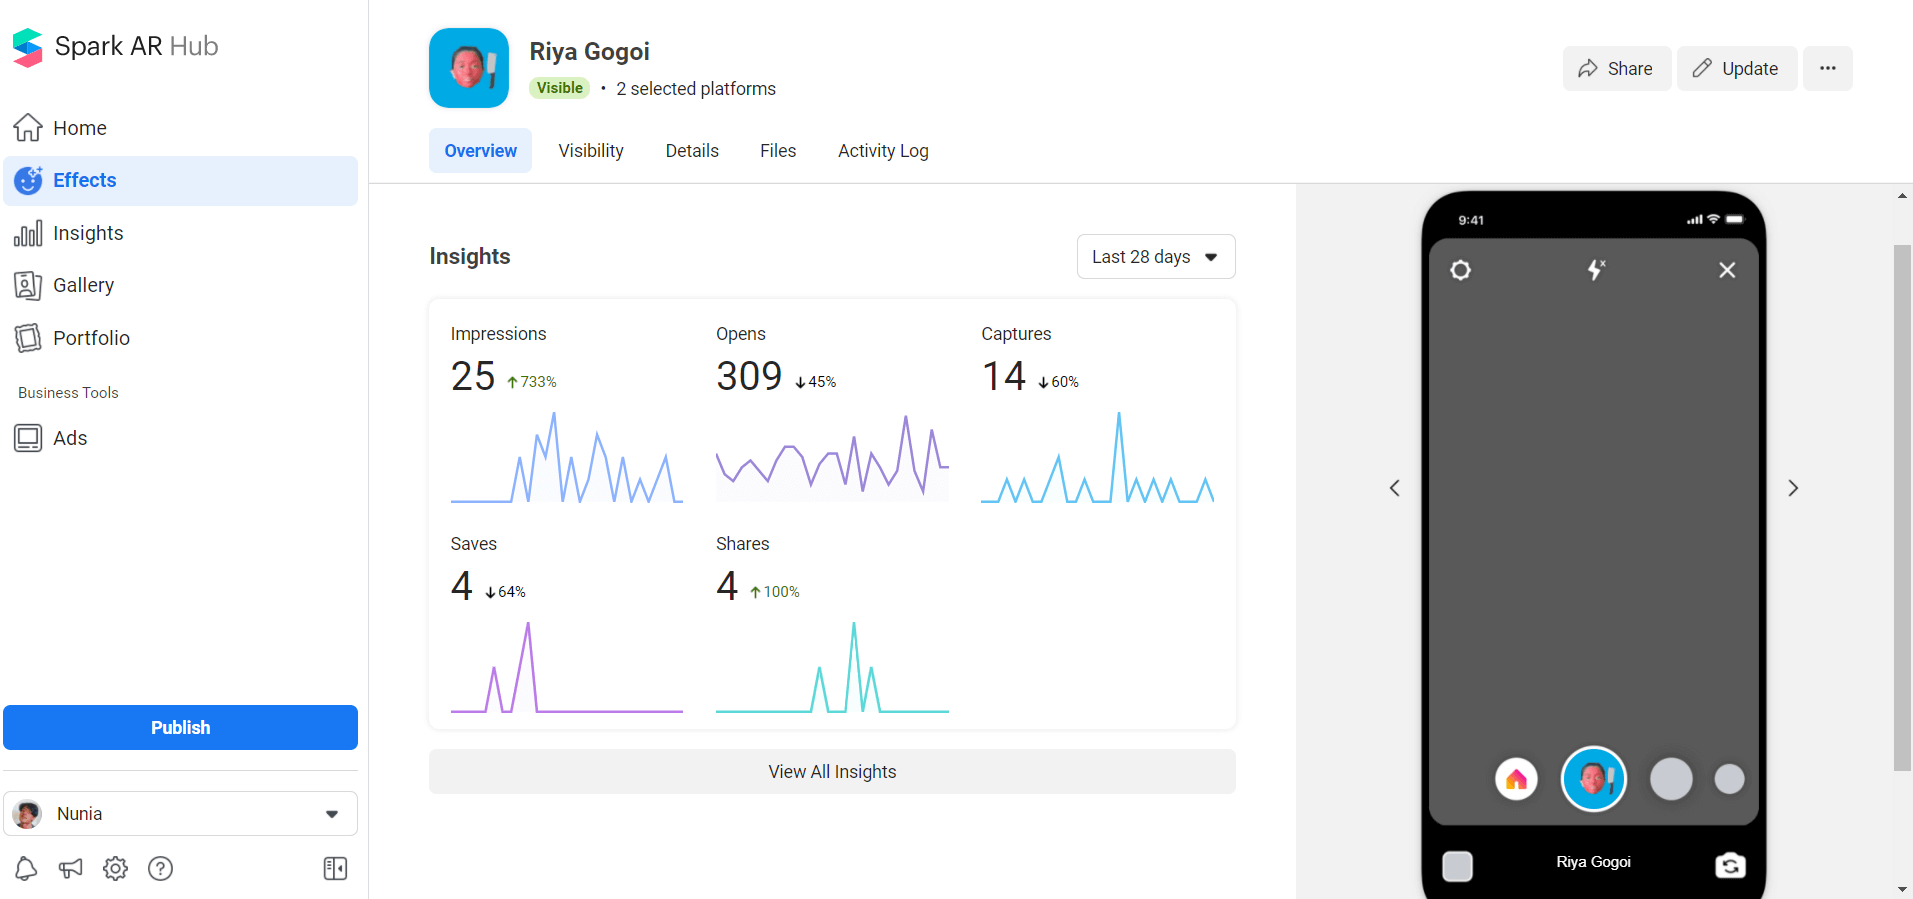 Spark AR Hub
Home
Effects
Insights
Gallery
Portfolio
Business Tools
Ads
Publish
Nunia
Riya Gogoi
Visible • 2 selected platforms
Share
Update
Overview
Visibility
Details
Files
Activity Log
Insights
Last 28 days
Impressions
25 733%
Opens
309 45%
Captures
14 60%
Saves
4 64%
Shares
4 100%
View All Insights
9:41
Riya Gogoi